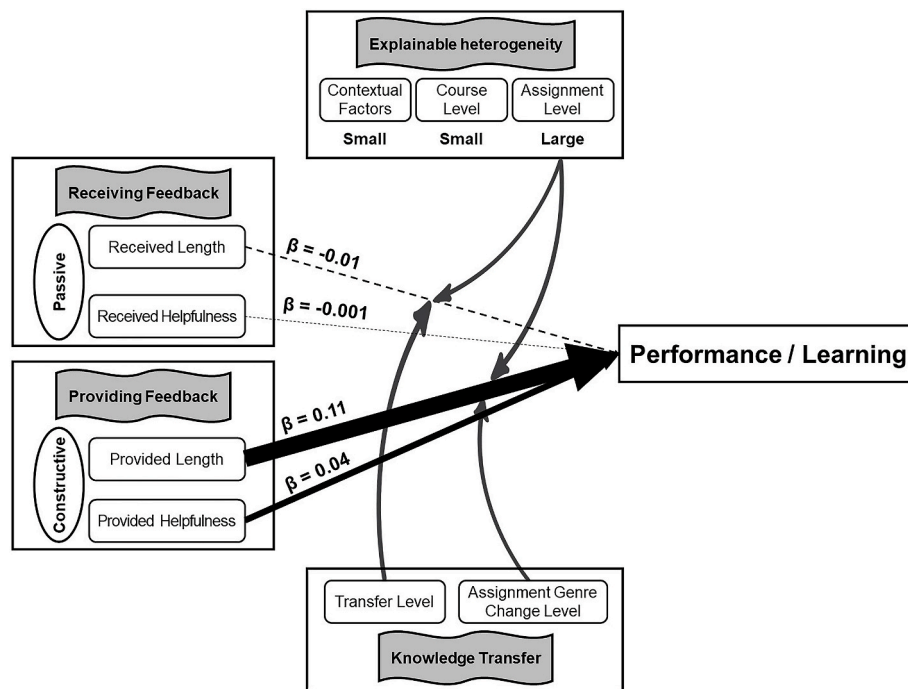 Explainable heterogeneity
Contextual
Factors
Course
Level
Assignment
Level
Small
Small
Large
Receiving Feedback
Passive
Received Length
Received Helpfulness
β = -0.01
β = -0.001
Performance / Learning
Providing Feedback
Constructive
Provided Length
Provided Helpfulness
β = 0.11
β = 0.04
Transfer Level
Assignment Genre
Change Level
Knowledge Transfer